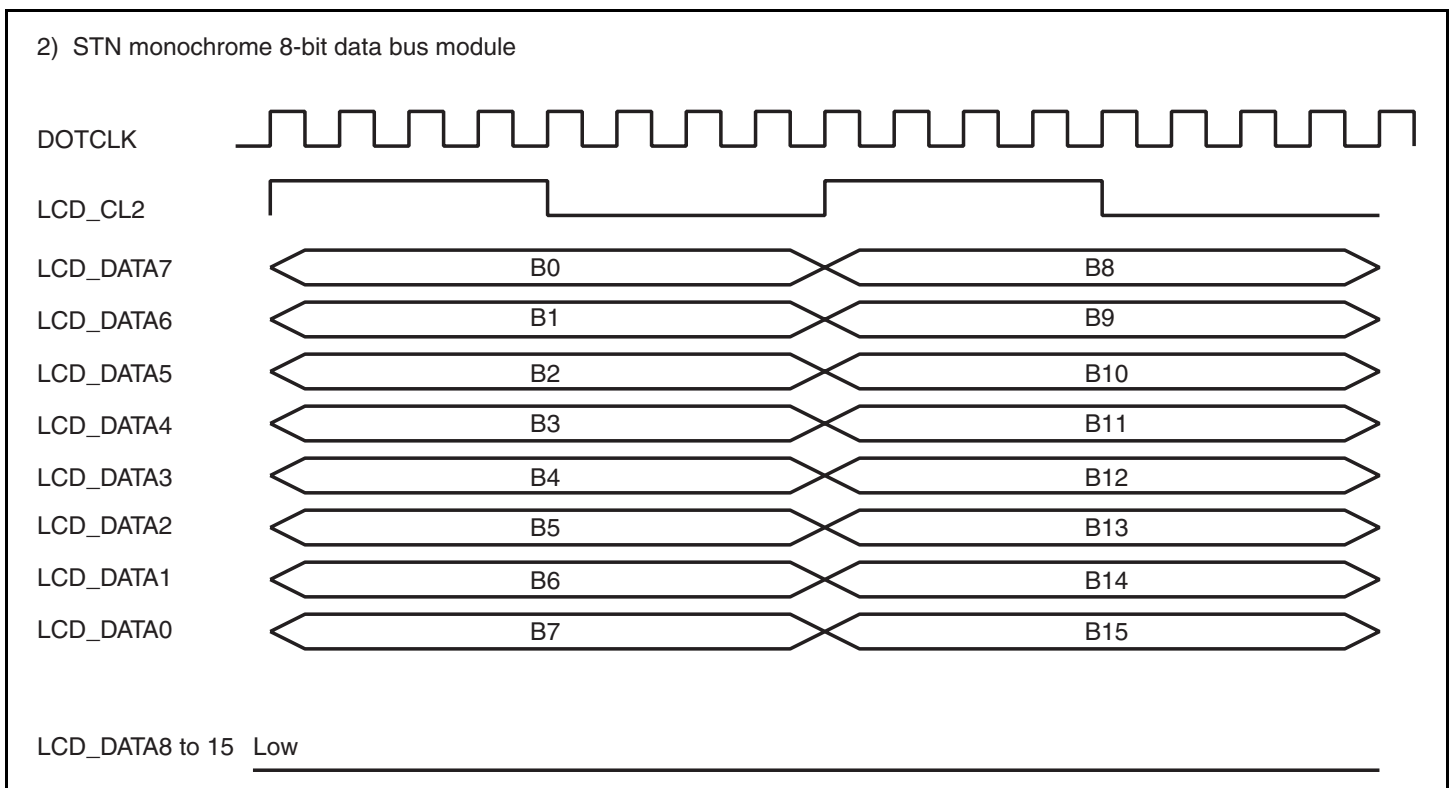 2) STN monochrome 8-bit data bus module
DOTCLK
LCD_CL2
LCD_DATA7 B0 B8
LCD_DATA6 B1 B9
LCD_DATA5 B2 B10
LCD_DATA4 B3 B11
LCD_DATA3 B4 B12
LCD_DATA2 B5 B13
LCD_DATA1 B6 B14
LCD_DATA0 B7 B15
LCD_DATA8 to 15 Low